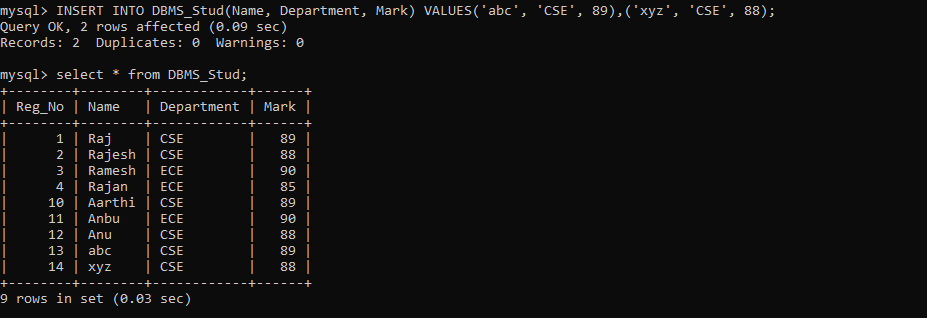 mysql> INSERT INTO DBMS_Stud(Name, Department, Mark) VALUES('abc', 'CSE', 89),('xyz', 'CSE', 88);
Query OK, 2 rows affected (0.09 sec)
Records: 2  Duplicates: 0  Warnings: 0

mysql> select * from DBMS_Stud;
+--------+--------+------------+------+
| Reg_No | Name   | Department | Mark |
+--------+--------+------------+------+
|      1 | Raj    | CSE        |   89 |
|      2 | Rajesh | CSE        |   88 |
|      3 | Ramesh | ECE        |   90 |
|      4 | Rajan  | ECE        |   85 |
|     10 | Aarthi | CSE        |   89 |
|     11 | Anbu   | ECE        |   90 |
|     12 | Anu    | CSE        |   88 |
|     13 | abc    | CSE        |   89 |
|     14 | xyz    | CSE        |   88 |
+--------+--------+------------+------+
9 rows in set (0.03 sec)